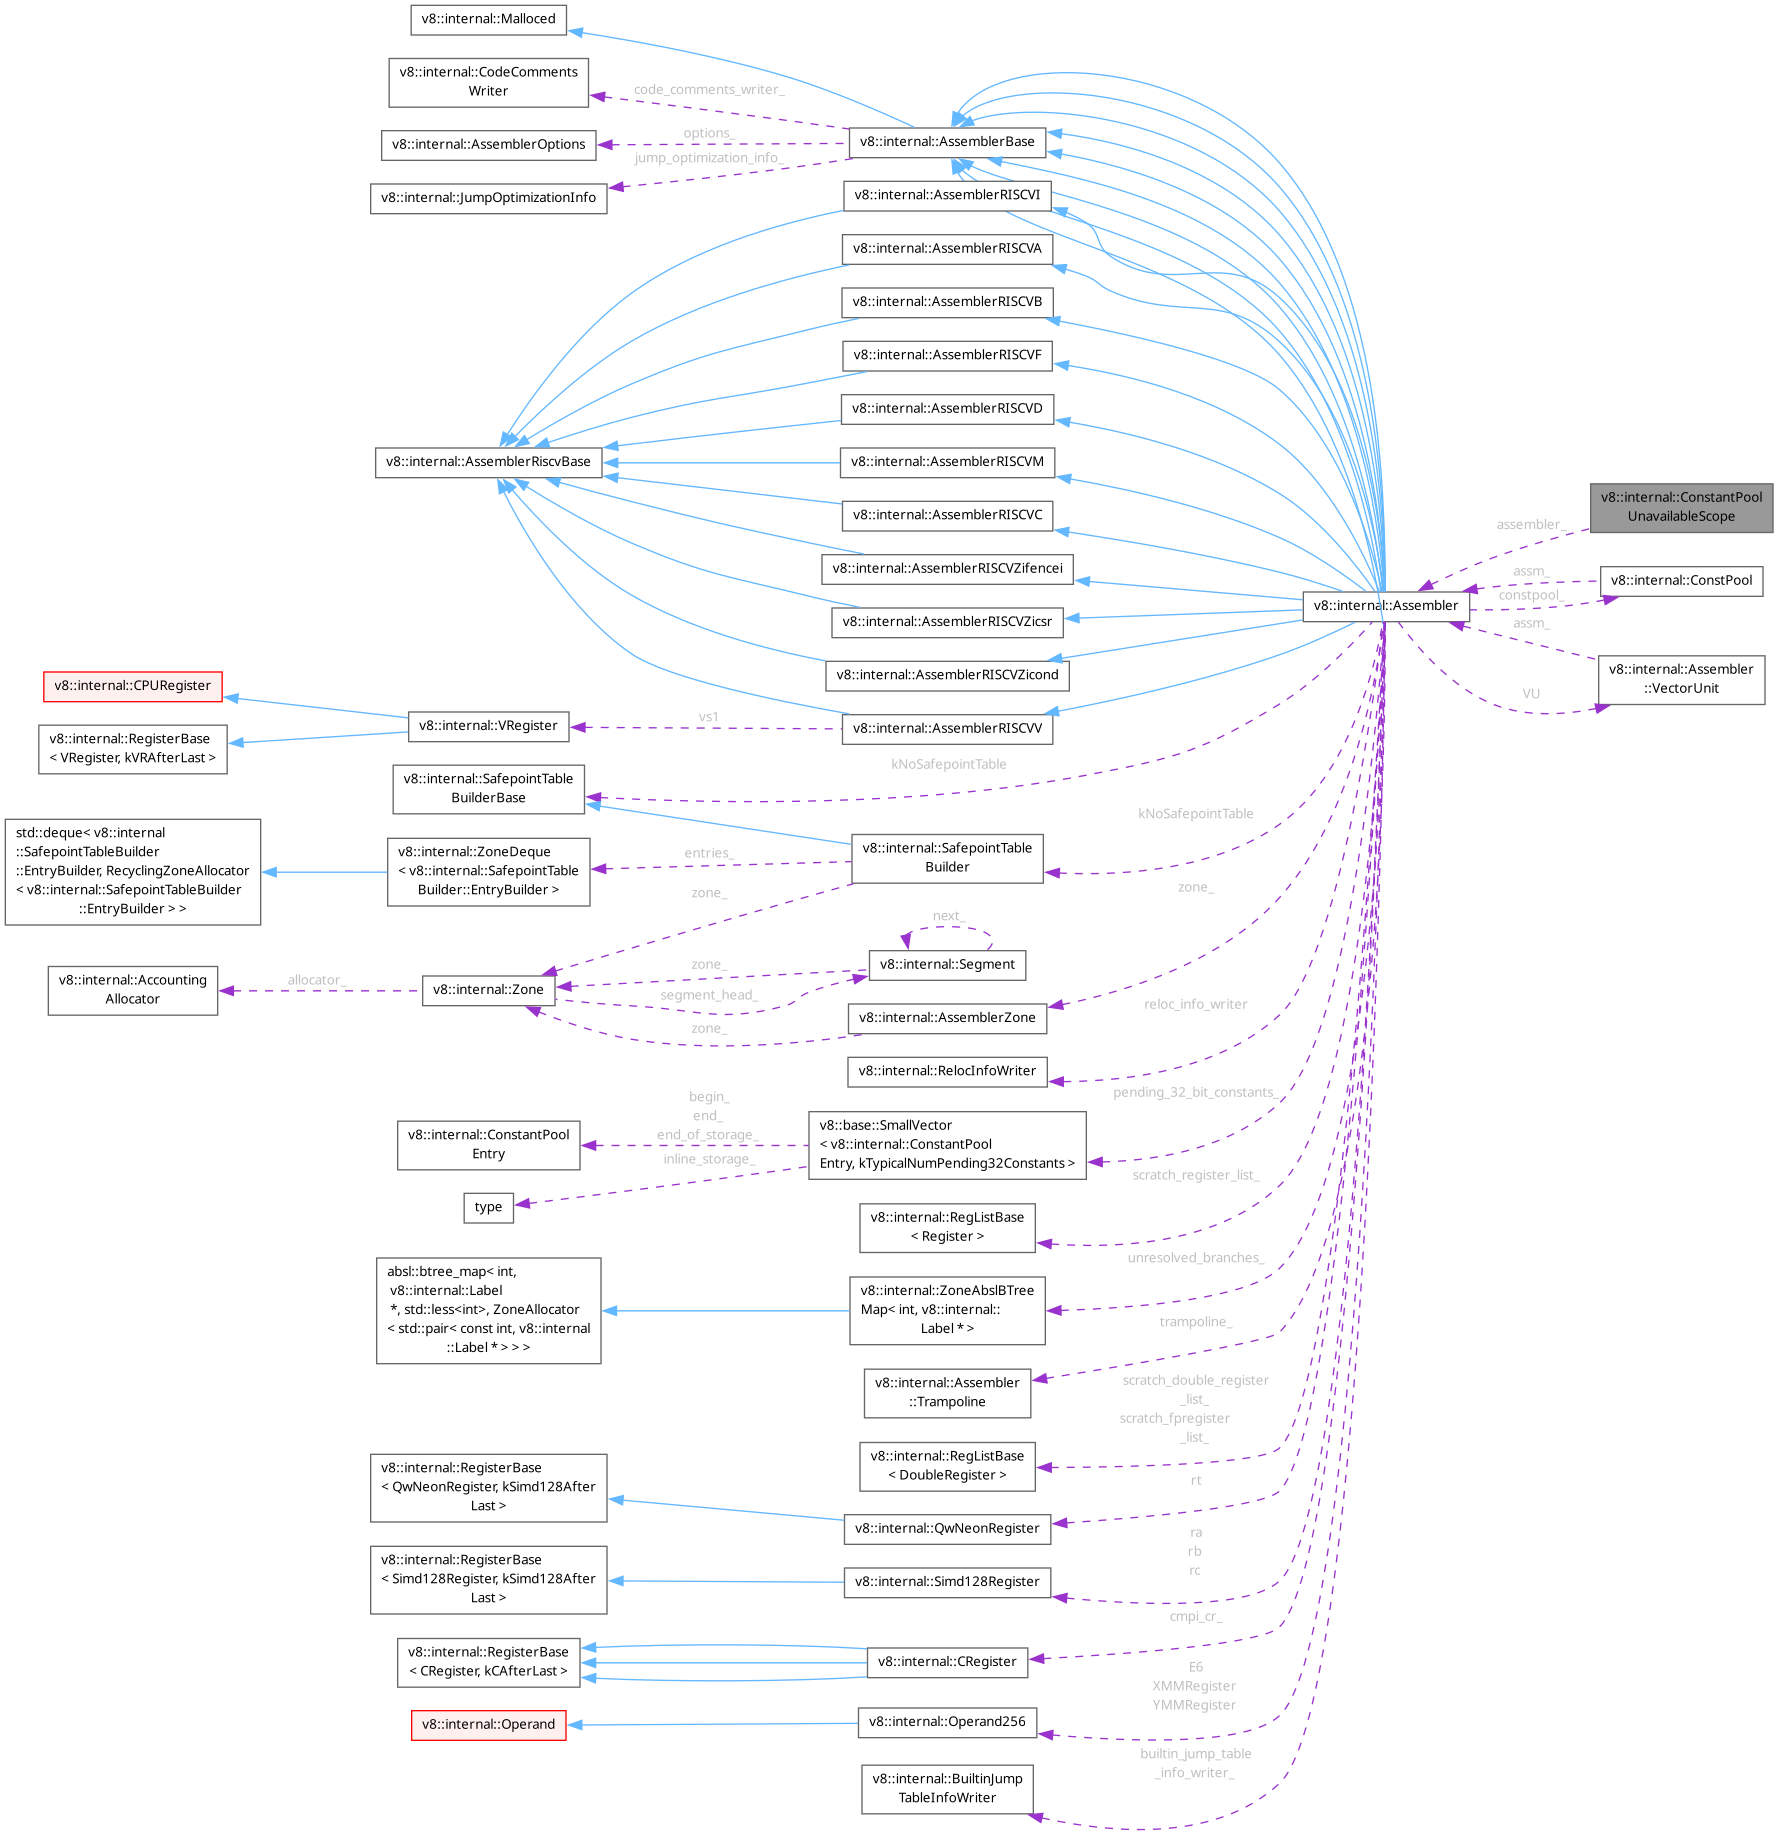 v8::internal::Malloced
v8::internal::CodeComments
Writer
code_comments_writer_
v8::internal::AssemblerOptions
options_
v8::internal::AssemblerBase
jump_optimization_info_
v8::internal::JumpOptimizationInfo
v8::internal::AssemblerRISCVI
v8::internal::AssemblerRISCVA
v8::internal::AssemblerRISCVB
v8::internal::AssemblerRISCVF
v8::internal::AssemblerRISCVD
v8::internal::AssemblerRiscvBase
v8::internal::AssemblerRISCVM
v8::internal::AssemblerRISCVC
v8::internal::ConstantPool
UnavailableScope
assembler_
v8::internal::AssemblerRISCVZifencei
assm_
v8::internal::ConstPool
constpool_
v8::internal::Assembler
v8::internal::AssemblerRISCVZicsr
assm_
v8::internal::AssemblerRISCVZicond
v8::internal::Assembler
::VectorUnit
VU
v8::internal::CPURegister
v8::internal::VRegister
vs1
v8::internal::AssemblerRISCVV
v8::internal::RegisterBase
< VRegister, kVRAfterLast >
kNoSafepointTable
v8::internal::SafepointTable
BuilderBase
kNoSafepointTable
std::deque< v8::internal
::SafepointTableBuilder
::EntryBuilder, RecyclingZoneAllocator
< v8::internal::SafepointTableBuilder
::EntryBuilder > >
v8::internal::ZoneDeque
< v8::internal::SafepointTable
Builder::EntryBuilder >
entries_
v8::internal::SafepointTable
Builder
zone_
zone_
next_
v8::internal::Segment
zone_
v8::internal::Accounting
Allocator
allocator_
v8::internal::Zone
segment_head_
v8::internal::AssemblerZone
zone_
reloc_info_writer
v8::internal::RelocInfoWriter
pending_32_bit_constants_
begin_
end_
end_of_storage_
v8::internal::ConstantPool
Entry
v8::base::SmallVector
< v8::internal::ConstantPool
Entry, kTypicalNumPending32Constants >
inline_storage_
type
scratch_register_list_
v8::internal::RegListBase
< Register >
unresolved_branches_
absl::btree_map< int,
v8::internal::Label
*, std::less<int>, ZoneAllocator
< std::pair< const int, v8::internal
::Label * > > >
v8::internal::ZoneAbslBTree
Map< int, v8::internal::
Label * >
trampoline_
v8::internal::Assembler
::Trampoline
scratch_double_register
_list_
scratch_fpregister
_list_
v8::internal::RegListBase
< DoubleRegister >
v8::internal::RegisterBase
< QwNeonRegister, kSimd128After
Last >
rt
v8::internal::QwNeonRegister
ra
rb
rc
v8::internal::RegisterBase
< Simd128Register, kSimd128After
Last >
v8::internal::Simd128Register
cmpi_cr_
v8::internal::RegisterBase
< CRegister, kCAfterLast >
v8::internal::CRegister
E6
XMMRegister
YMMRegister
v8::internal::Operand
v8::internal::Operand256
builtin_jump_table
_info_writer_
v8::internal::BuiltinJump
TableInfoWriter